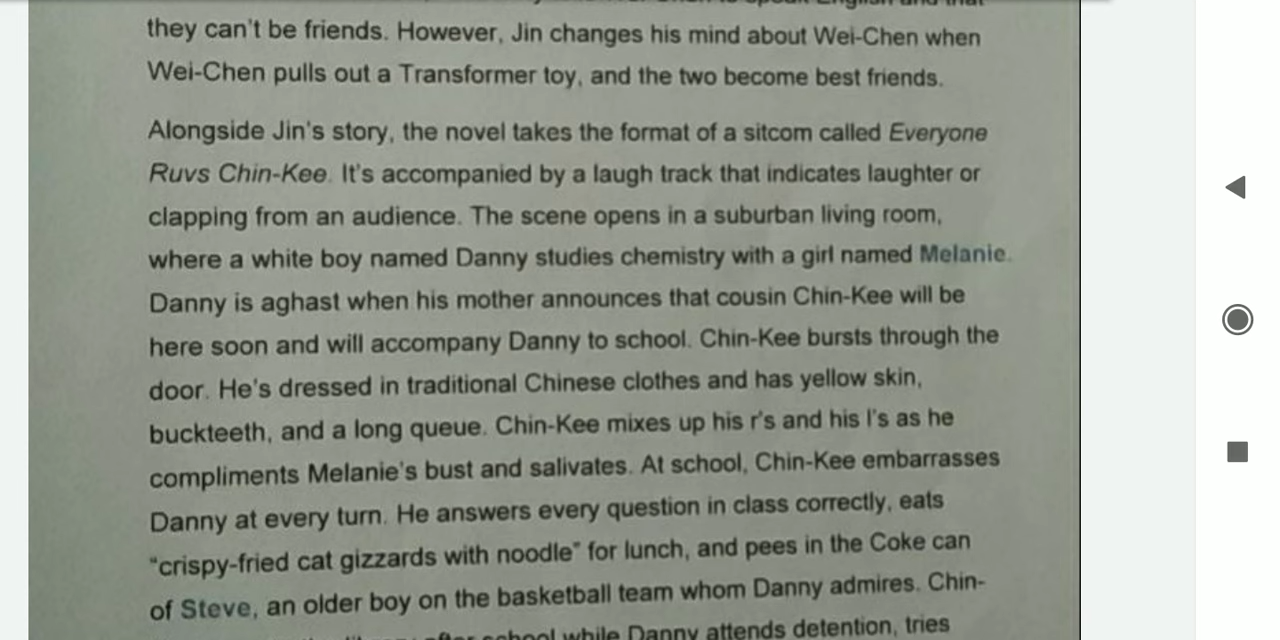 they can't be friends. However, Jin changes his mind about Wei-Chen when
Wei-Chen pulls out a Transformer toy, and the two become best friends.
Alongside Jin's story, the novel takes the format of a sitcom called Everyone
Ruvs Chin-Kee. It's accompanied by a laugh track that indicates laughter or
clapping from an audience. The scene opens in a suburban living room,
where a white boy named Danny studies chemistry with a girl named Melanie.
Danny is aghast when his mother announces that cousin Chin-Kee will be
here soon and will accompany Danny to school. Chin-Kee bursts through the
door. He's dressed in traditional Chinese clothes and has yellow skin,
buckteeth, and a long queue. Chin-Kee mixes up his r's and his l's as he
compliments Melanie's bust and salivates. At school, Chin-Kee embarrasses
Danny at every turn. He answers every question in class correctly, eats
"crispy-fried cat gizzards with noodle" for lunch, and pees in the Coke can
of Steve, an older boy on the basketball team whom Danny admires. Chin-
after school while Danny attends detention, tries